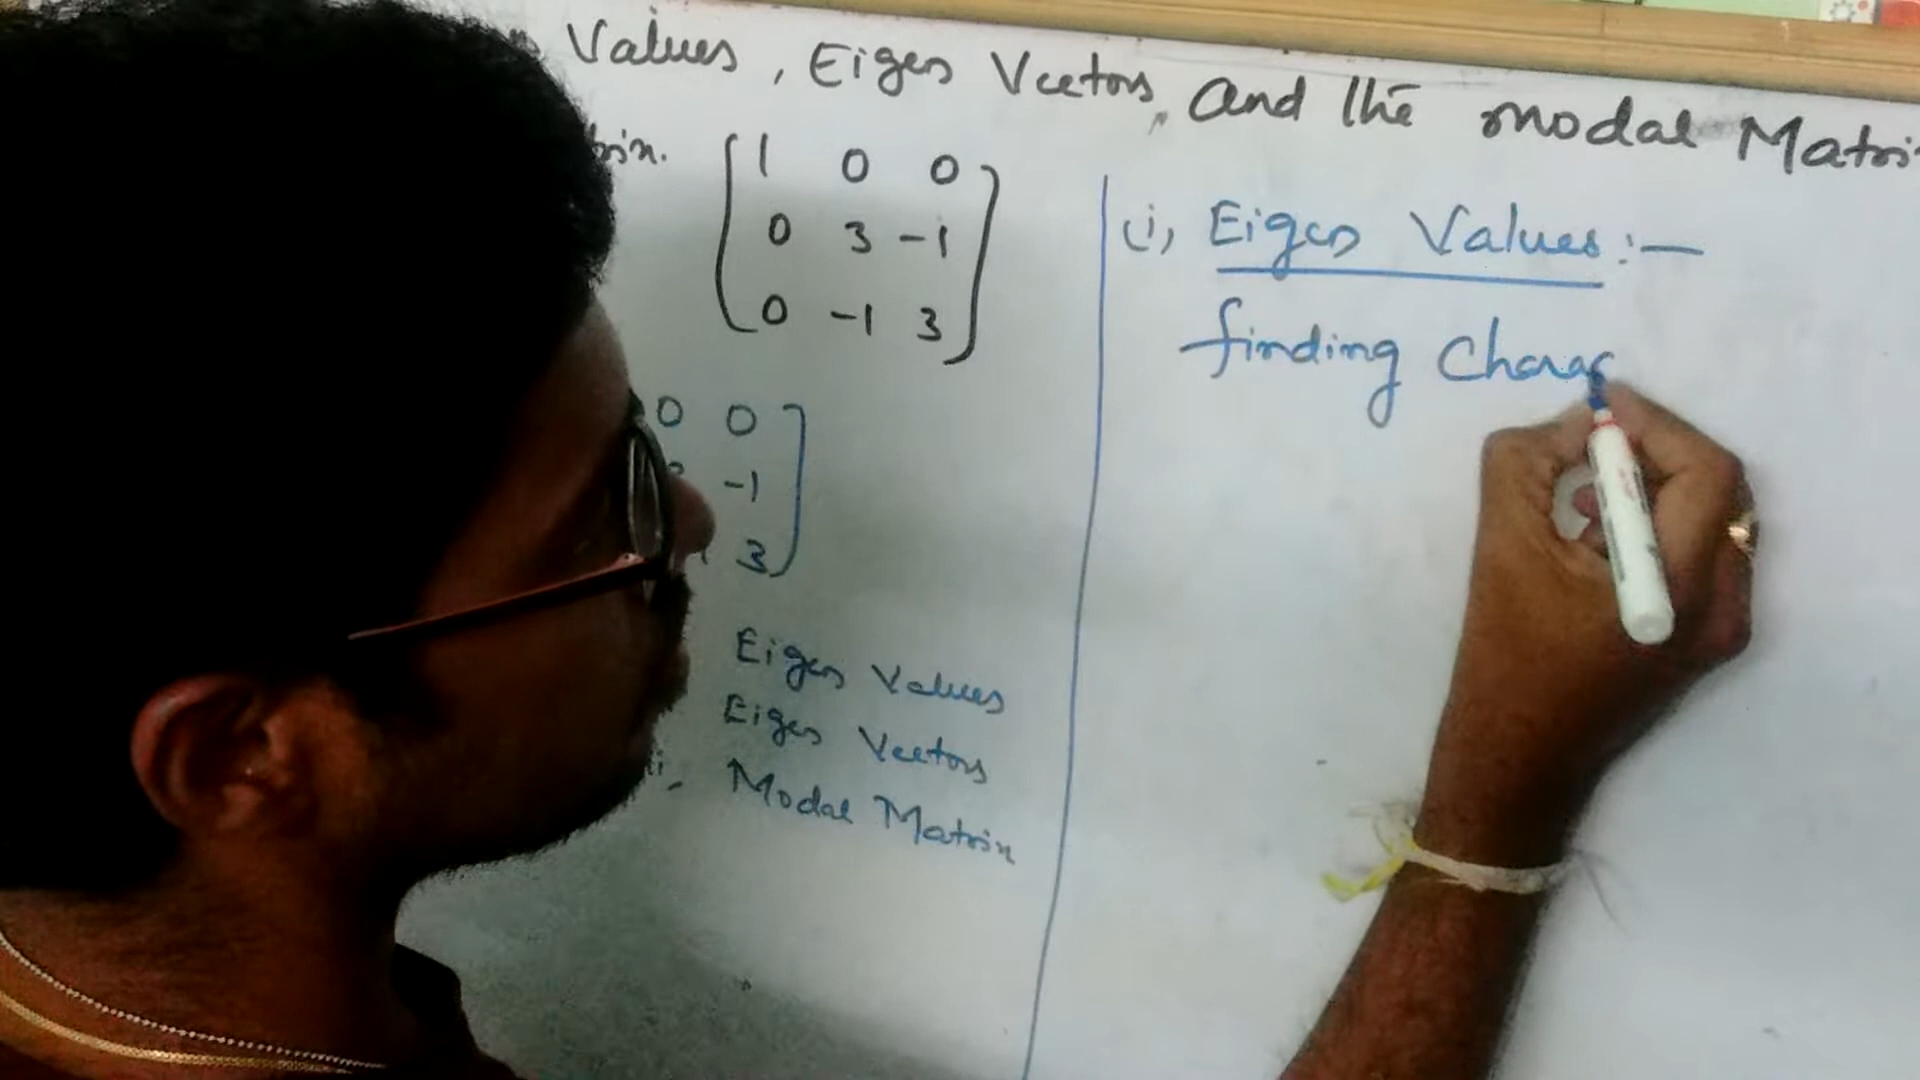 Values, Eigen Vectors, and the modal Matri
trix. [1 0 0
0 3 -1
0 -1 3]
0 0
-1
3]
Eigen Values
Eigen Vectors
Modal Matrix
(i) Eigen Values :-
finding Charac